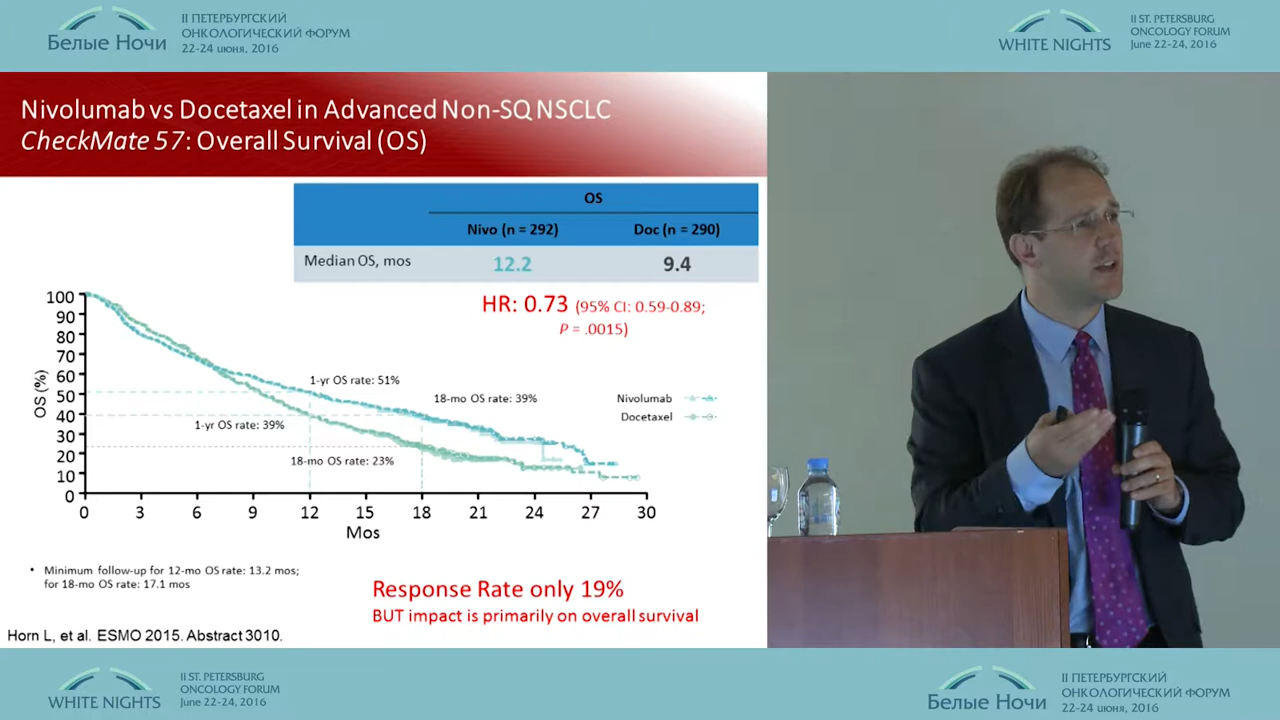 II ПЕТЕРБУРГСКИЙ
ОНКОЛОГИЧЕСКИЙ ФОРУМ
Белые Ночи
22-24 июня, 2016
II ST. PETERSBURG
ONCOLOGY FORUM
WHITE NIGHTS
June 22-24, 2016
Nivolumab vs Docetaxel in Advanced Non-SQ NSCLC
CheckMate 57: Overall Survival (OS)
OS
Nivo (n = 292) Doc (n = 290)
Median OS, mos 12.2 9.4
HR: 0.73 (95% CI: 0.59-0.89;
P = .0015)
100
90
80
70
60
50
40
30
20
10
0
OS (%)
1-yr OS rate: 51%
18-mo OS rate: 39%
1-yr OS rate: 39%
18-mo OS rate: 23%
Nivolumab
Docetaxel
0 3 6 9 12 15 18 21 24 27 30
Mos
• Minimum follow-up for 12-mo OS rate: 13.2 mos;
for 18-mo OS rate: 17.1 mos
Response Rate only 19%
BUT impact is primarily on overall survival
Horn L, et al. ESMO 2015. Abstract 3010.
II ST. PETERSBURG
ONCOLOGY FORUM
WHITE NIGHTS
June 22-24, 2016
II ПЕТЕРБУРГСКИЙ
ОНКОЛОГИЧЕСКИЙ ФОРУМ
Белые Ночи
22-24 июня, 2016